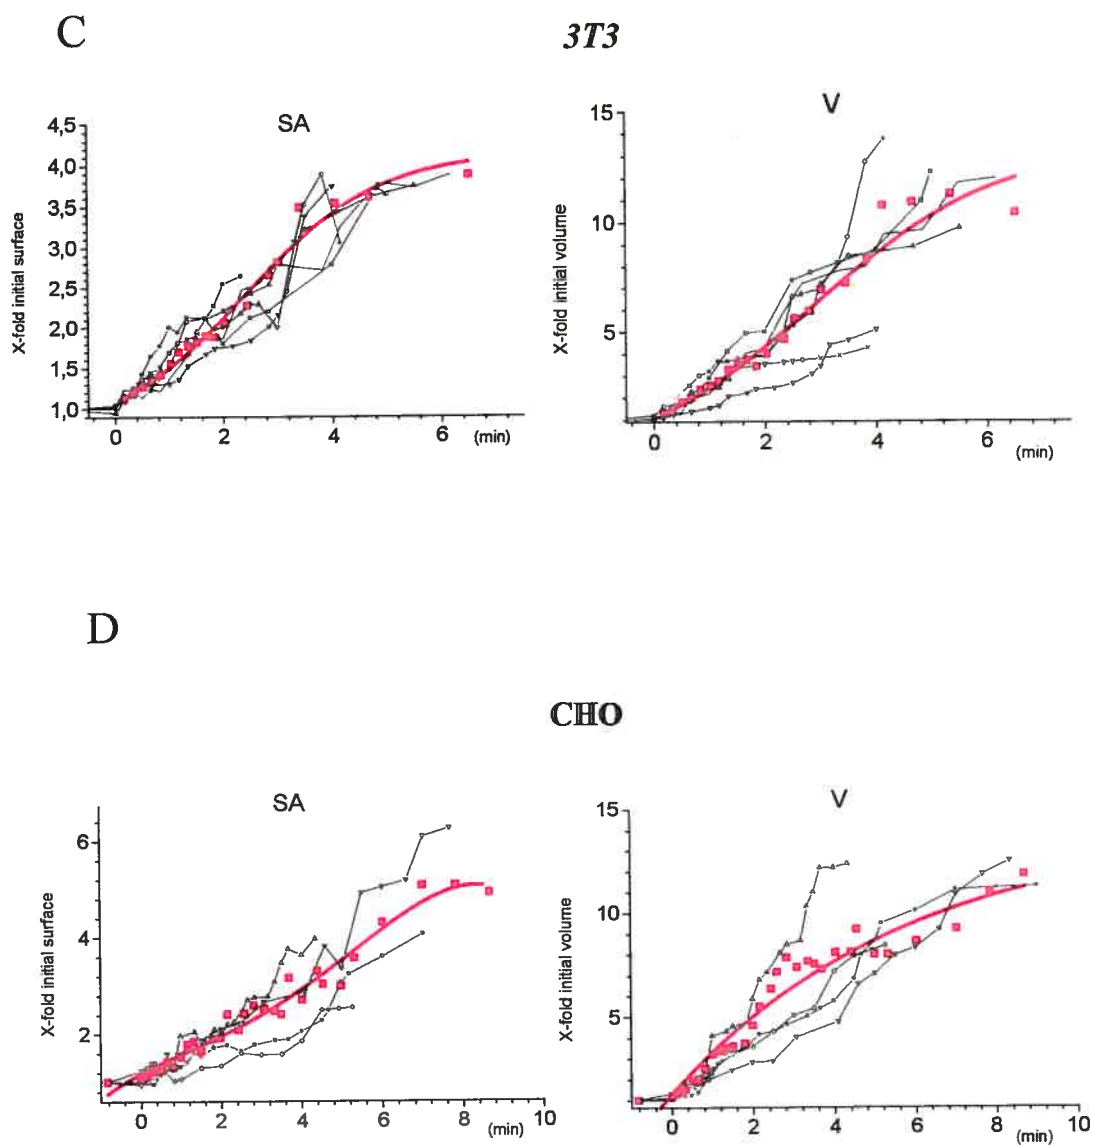 C
3T3
SA
V
X-fold initial surface
4,5
4,0
3,5
3,0
2,5
2,0
1,5
1,0
0 2 4 6 (min)
X-fold initial volume
15
10
5
0 2 4 6 (min)
D
CHO
SA
V
X-fold initial surface
6
4
2
0 2 4 6 8 10 (min)
X-fold initial volume
15
10
5
0 2 4 6 8 10 (min)